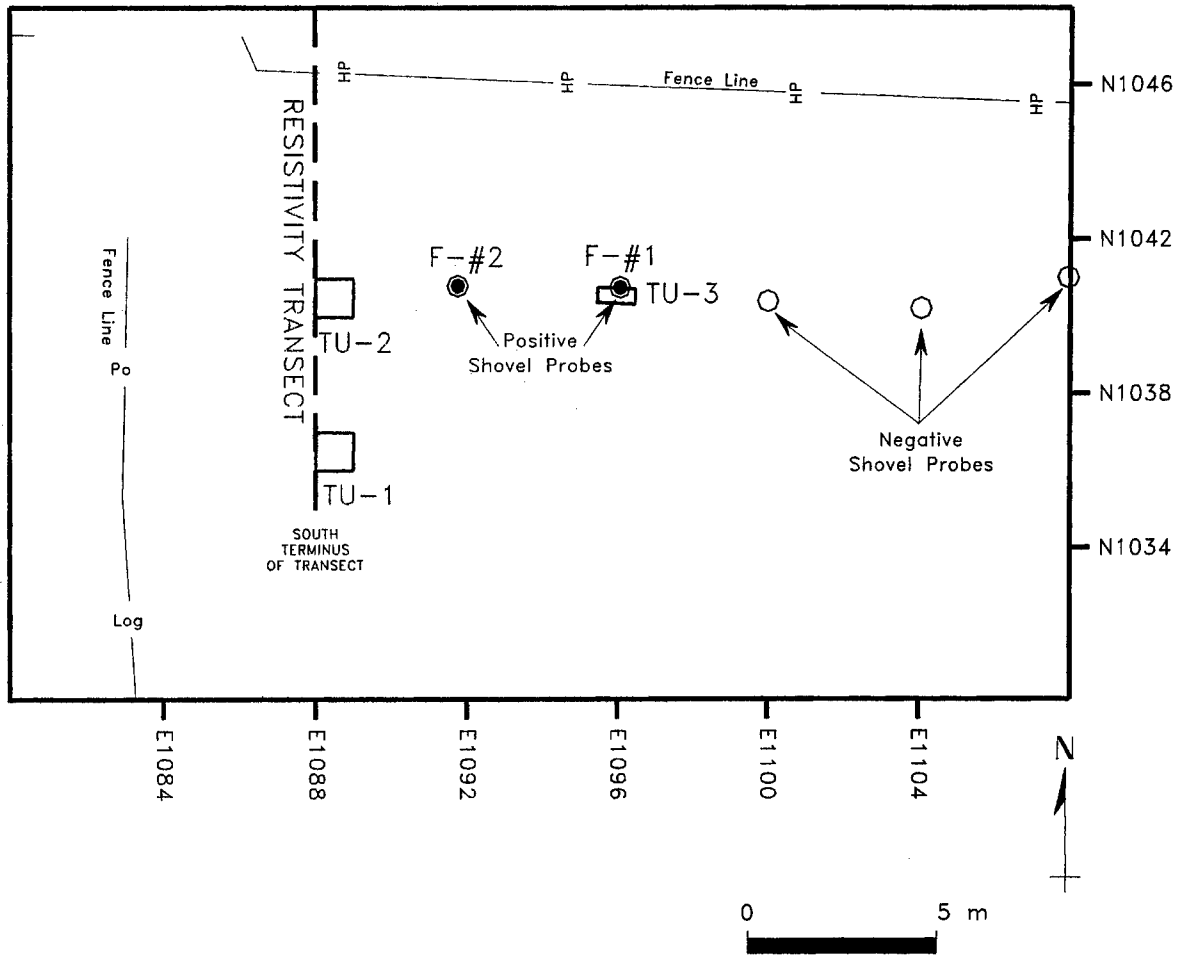 HP
HP
Fence Line
HP
HP
N1046
RESISTIVITY TRANSECT
N1042
Fence Line
F-#2
F-#1
TU-3
TU-2
Positive
Shovel Probes
Po
N1038
Negative
Shovel Probes
TU-1
SOUTH
TERMINUS
OF TRANSECT
N1034
Log
E1084
E1088
E1092
E1096
E1100
E1104
N
0 5 m